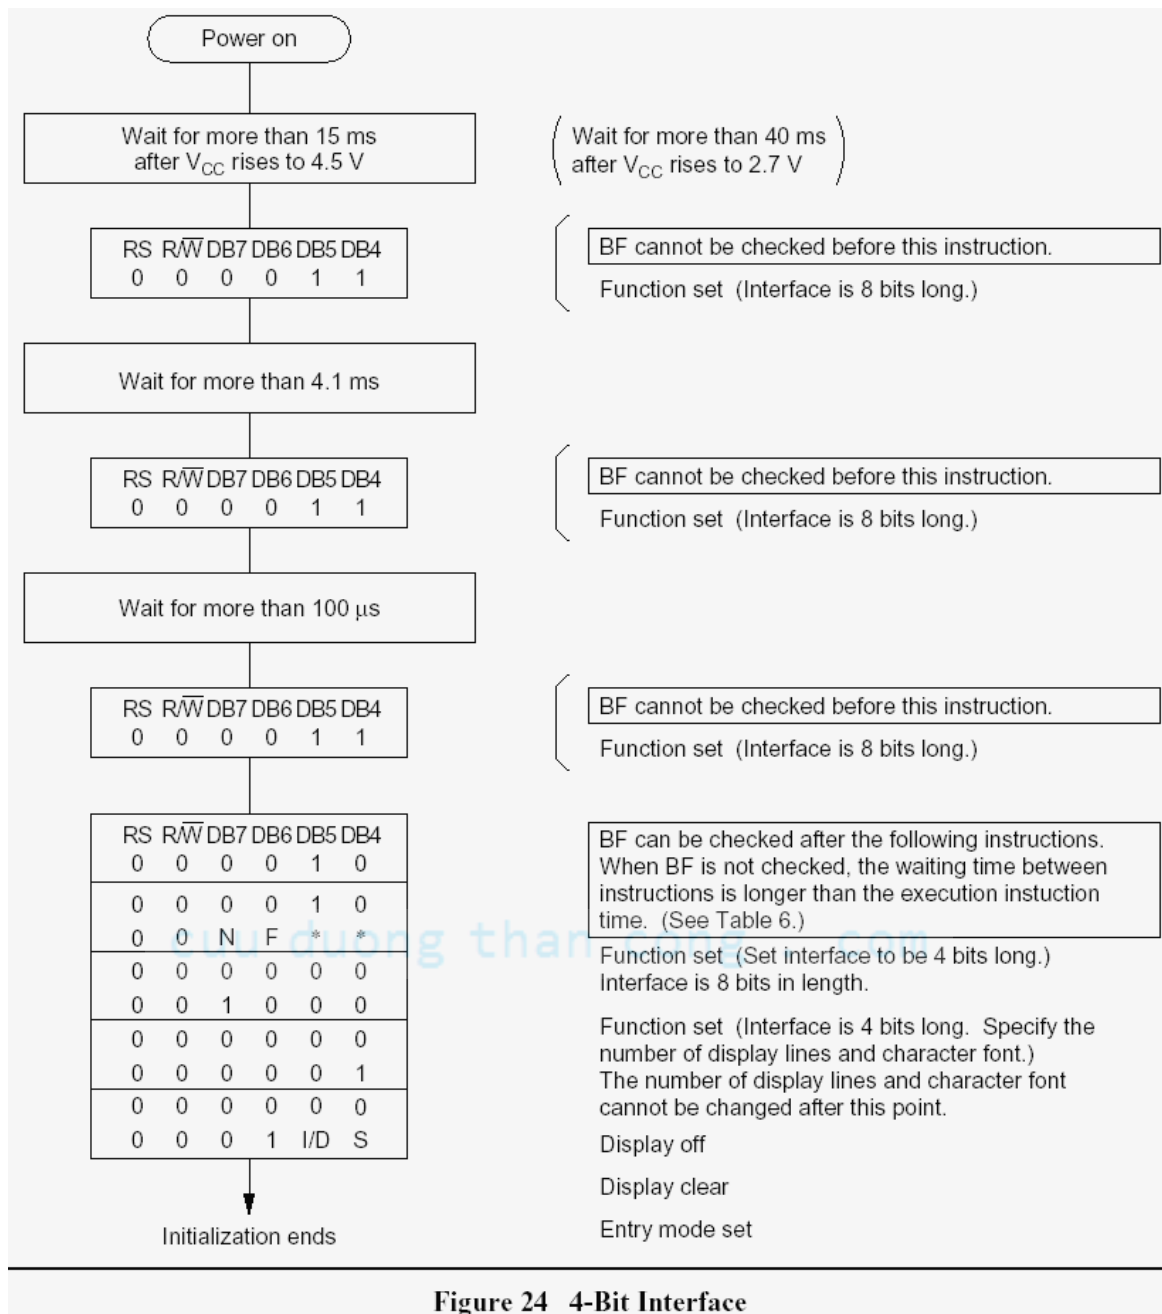 Power on
Wait for more than 15 ms
after VCC rises to 4.5 V
Wait for more than 40 ms
after VCC rises to 2.7 V
RS R/W DB7 DB6 DB5 DB4
0 0 0 0 1 1
BF cannot be checked before this instruction.
Function set (Interface is 8 bits long.)
Wait for more than 4.1 ms
RS R/W DB7 DB6 DB5 DB4
0 0 0 0 1 1
BF cannot be checked before this instruction.
Function set (Interface is 8 bits long.)
Wait for more than 100 μs
RS R/W DB7 DB6 DB5 DB4
0 0 0 0 1 1
BF cannot be checked before this instruction.
Function set (Interface is 8 bits long.)
RS R/W DB7 DB6 DB5 DB4
0 0 0 0 1 0
0 0 0 0 1 0
0 0 N F * *
0 0 0 0 0 0
0 0 1 0 0 0
0 0 0 0 0 0
0 0 0 0 0 1
0 0 0 0 0 0
0 0 0 1 I/D S
BF can be checked after the following instructions.
When BF is not checked, the waiting time between
instructions is longer than the execution instuction
time. (See Table 6.)
Function set (Set interface to be 4 bits long.)
Interface is 8 bits in length.
Function set (Interface is 4 bits long. Specify the
number of display lines and character font.)
The number of display lines and character font
cannot be changed after this point.
Display off
Display clear
Entry mode set
Initialization ends
cuu duong than cong . com
Figure 24 4-Bit Interface